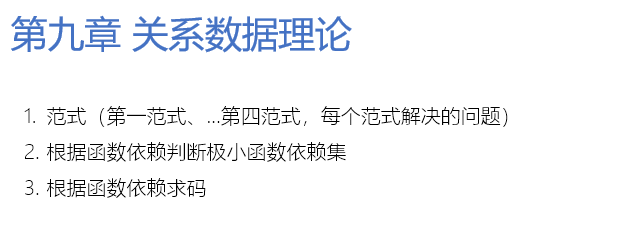 第九章 关系数据理论
1. 范式（第一范式、...第四范式，每个范式解决的问题）
2. 根据函数依赖判断极小函数依赖集
3. 根据函数依赖求码